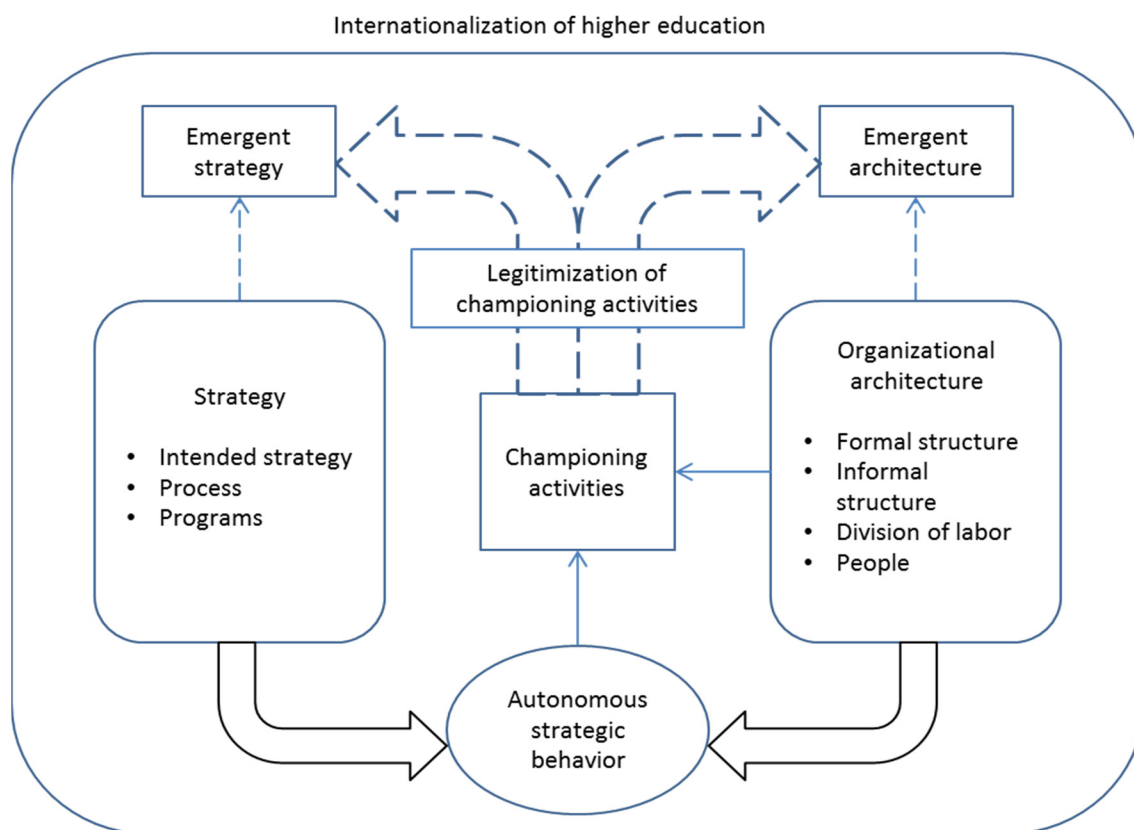 Internationalization of higher education
Emergent
strategy
Emergent
architecture
Legitimization of
championing activities
Strategy
• Intended strategy
• Process
• Programs
Championing
activities
Organizational
architecture
• Formal structure
• Informal
structure
• Division of labor
• People
Autonomous
strategic
behavior